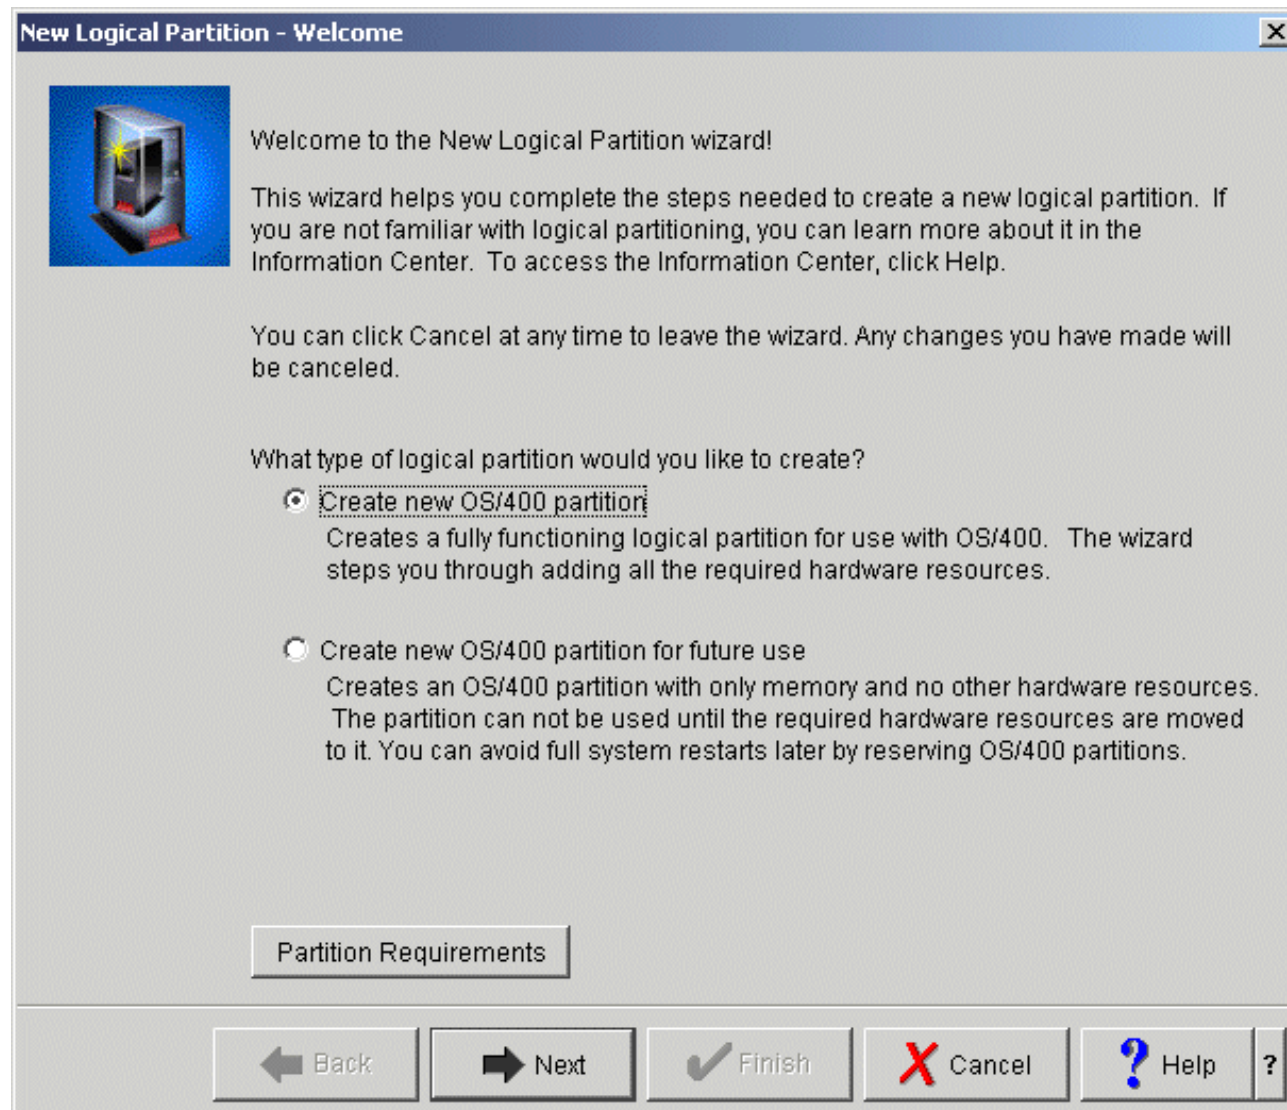 New Logical Partition - Welcome
Welcome to the New Logical Partition wizard!
This wizard helps you complete the steps needed to create a new logical partition.  If
you are not familiar with logical partitioning, you can learn more about it in the
Information Center.  To access the Information Center, click Help.
You can click Cancel at any time to leave the wizard. Any changes you have made will
be canceled.
What type of logical partition would you like to create?
Create new OS/400 partition
Creates a fully functioning logical partition for use with OS/400.   The wizard
steps you through adding all the required hardware resources.
Create new OS/400 partition for future use
Creates an OS/400 partition with only memory and no other hardware resources.
The partition can not be used until the required hardware resources are moved
to it. You can avoid full system restarts later by reserving OS/400 partitions.
Partition Requirements
Back
Next
Finish
Cancel
? Help
?